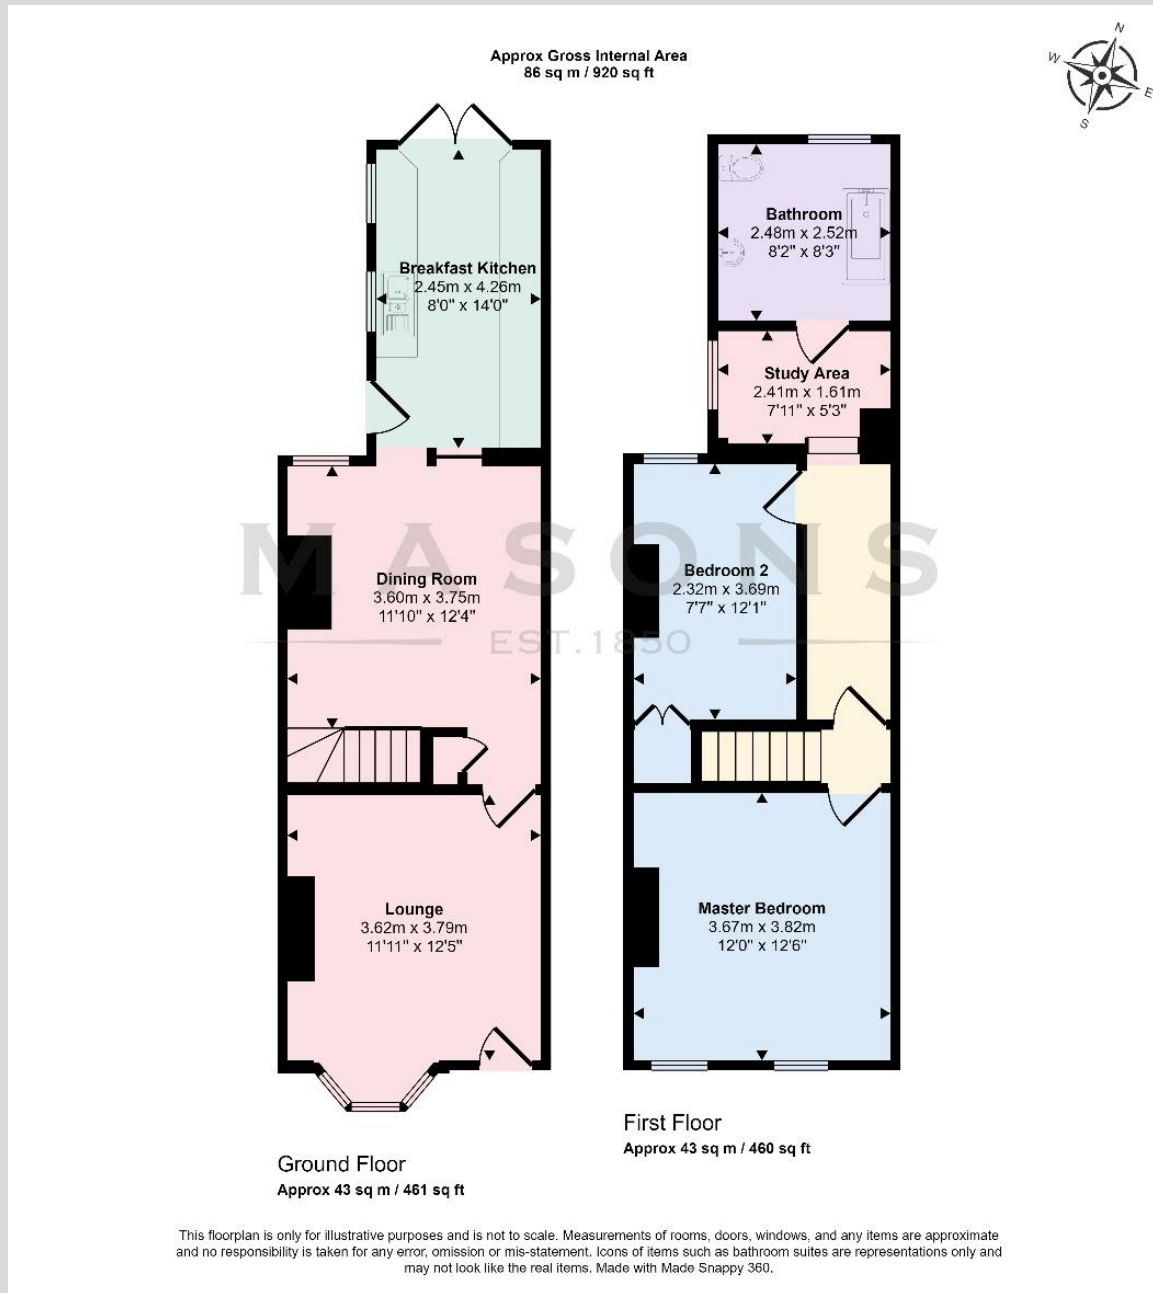 Approx Gross Internal Area
86 sq m / 920 sq ft
N
W
E
S
Breakfast Kitchen
2.45m x 4.26m
8'0" x 14'0"
Bathroom
2.48m x 2.52m
8'2" x 8'3"
Study Area
2.41m x 1.61m
7'11" x 5'3"
MASONS
EST.1850
Dining Room
3.60m x 3.75m
11'10" x 12'4"
Bedroom 2
2.32m x 3.69m
7'7" x 12'1"
Lounge
3.62m x 3.79m
11'11" x 12'5"
Master Bedroom
3.67m x 3.82m
12'0" x 12'6"
Ground Floor
Approx 43 sq m / 461 sq ft
First Floor
Approx 43 sq m / 460 sq ft
This floorplan is only for illustrative purposes and is not to scale. Measurements of rooms, doors, windows, and any items are approximate
and no responsibility is taken for any error, omission or mis-statement. Icons of items such as bathroom suites are representations only and
may not look like the real items. Made with Made Snappy 360.